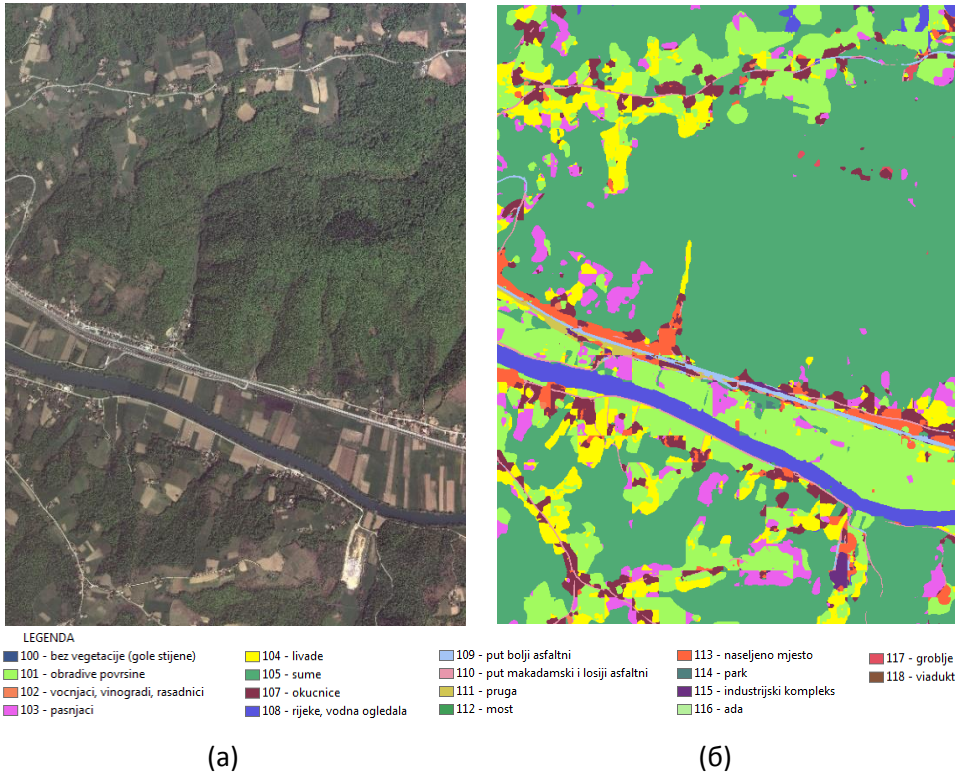 LEGENDA
100 - bez vegetacije (gole stijene)
101 - obradive povrsine
102 - vocnjaci, vinogradi, rasadnici
103 - pasnjaci
104 - livade
105 - sume
107 - okucnice
108 - rijeke, vodna ogledala
109 - put bolji asfaltni
110 - put makadamski i losiji asfaltni
111 - pruga
112 - most
113 - naseljeno mjesto
114 - park
115 - industrijski kompleks
116 - ada
117 - groblje
118 - viadukt
(а)
(б)